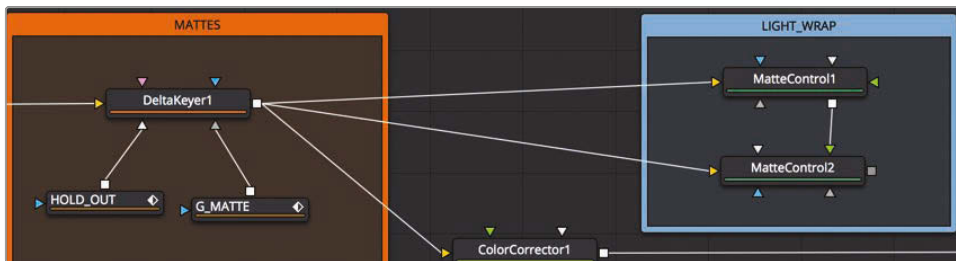 MATTES
LIGHT_WRAP
MatteControl1
DeltaKeyer1
MatteControl2
HOLD_OUT
G_MATTE
ColorCorrector1